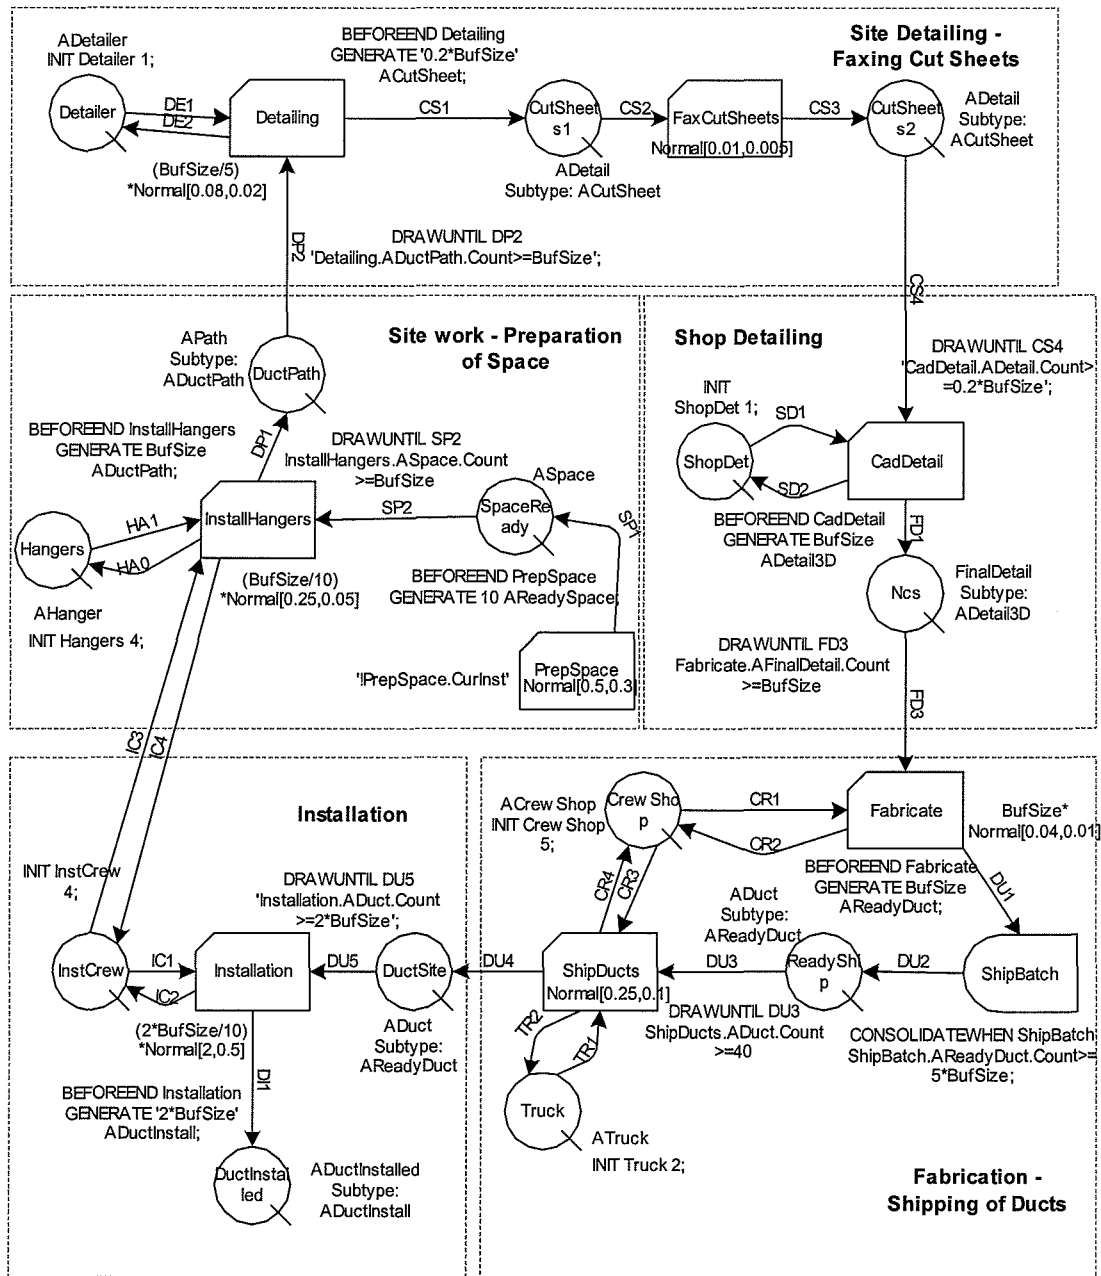 Site Detailing -
Faxing Cut Sheets
ADetailer
INIT Detailer 1;
Detailer
DE1
DE2
Detailing
(BufSize/5)
*Normal[0.08,0.02]
BEFOREEND Detailing
GENERATE '0.2*BufSize'
ACutSheet;
CS1
CutShee
ts1
ADetail
Subtype: ACutSheet
CS2
FaxCutSheets
Normal[0.01,0.005]
CS3
CutSheet
s2
ADetail
Subtype:
ACutSheet
DP2
DRAWUNTIL DP2
'Detailing.ADuctPath.Count>=BufSize';
CS4
Site work - Preparation
of Space
APath
Subtype:
ADuctPath
DuctPath
BEFOREEND InstallHangers
GENERATE BufSize
ADuctPath;
DP1
DRAWUNTIL SP2
InstallHangers.ASpace.Count
>=BufSize
ASpace
SpaceRe
ady
SP2
SP1
InstallHangers
Hangers
HA1
HA0
AHanger
INIT Hangers 4;
(BufSize/10)
*Normal[0.25,0.05]
BEFOREEND PrepSpace
GENERATE 10 AReadySpace;
'!PrepSpace.CurInst'
PrepSpace
Normal[0.5,0.3]
IC3
IC4
Shop Detailing
DRAWUNTIL CS4
'CadDetail.ADetail.Count>
=0.2*BufSize';
INIT
ShopDet 1;
ShopDet
SD1
SD2
CadDetail
BEFOREEND CadDetail
GENERATE BufSize
ADetail3D
FD1
Ncs
FinalDetail
Subtype:
ADetail3D
DRAWUNTIL FD3
Fabricate.AFinalDetail.Count
>=BufSize
FD3
Installation
INIT InstCrew
4;
DRAWUNTIL DU5
'Installation.ADuct.Count
>=2*BufSize';
InstCrew
IC1
IC2
Installation
DU5
DuctSite
DU4
(2*BufSize/10)
*Normal[2,0.5]
ADuct
Subtype:
AReadyDuct
DI1
BEFOREEND Installation
GENERATE '2*BufSize'
ADuctInstall;
DuctInstal
led
ADuctInstalled
Subtype:
ADuctInstall
ACrew Shop
INIT Crew Shop
5;
Crew Sho
p
CR1
CR2
Fabricate
BufSize*
Normal[0.04,0.01]
CR4
CR3
BEFOREEND Fabricate
GENERATE BufSize
AReadyDuct;
DU1
ADuct
Subtype:
AReadyDuct
ShipDucts
Normal[0.25,0.1]
DU3
ReadyShi
p
DU2
ShipBatch
DRAWUNTIL DU3
ShipDucts.ADuct.Count
>=40
CONSOLIDATEWHEN ShipBatch
ShipBatch.AReadyDuct.Count>=
5*BufSize;
TR2
TR1
Truck
ATruck
INIT Truck 2;
Fabrication -
Shipping of Ducts